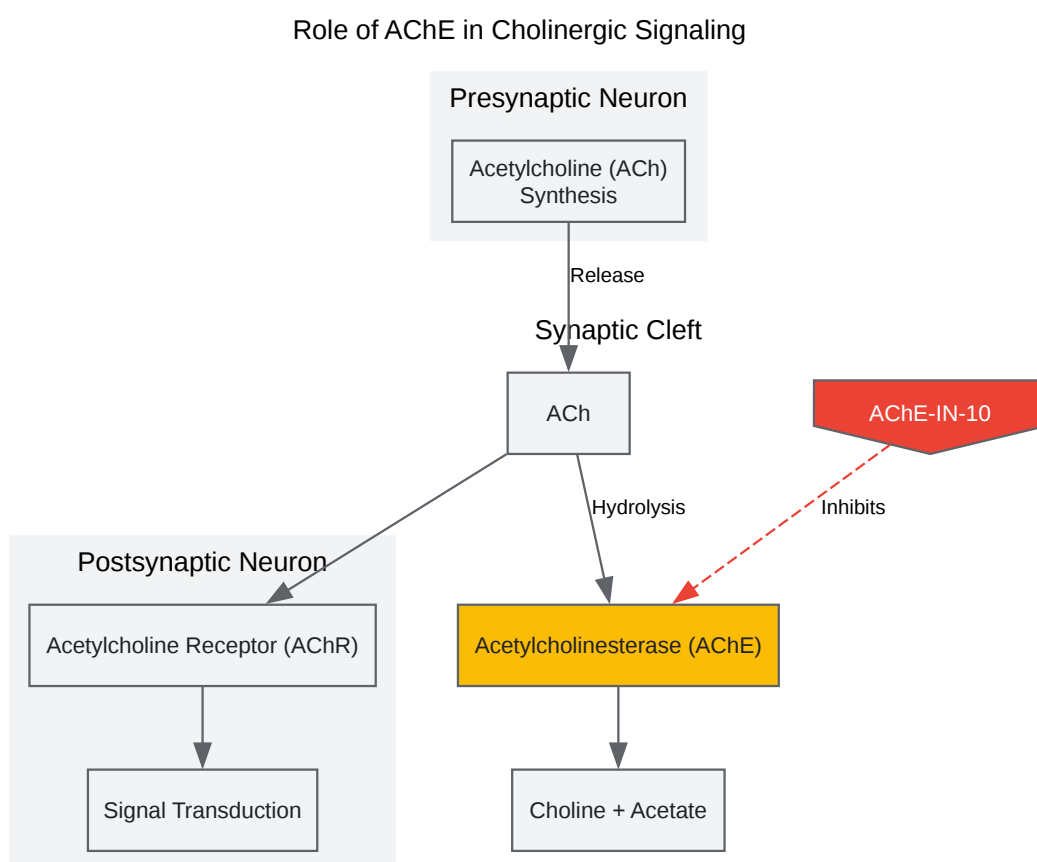 Role of AChE in Cholinergic Signaling
Presynaptic Neuron
Acetylcholine (ACh)
Synthesis
Release
Synaptic Cleft
ACh
AChE-IN-10
Hydrolysis
Inhibits
Postsynaptic Neuron
Acetylcholine Receptor (AChR)
Acetylcholinesterase (AChE)
Signal Transduction
Choline + Acetate